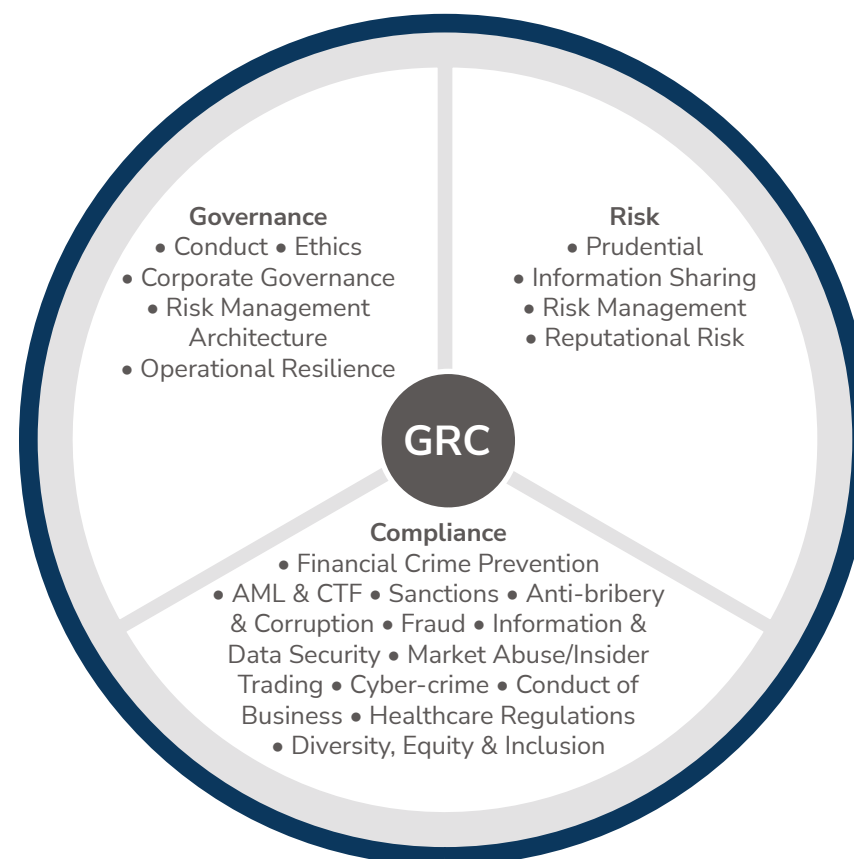 Governance
• Conduct • Ethics
• Corporate Governance
• Risk Management
Architecture
• Operational Resilience
Risk
• Prudential
• Information Sharing
• Risk Management
• Reputational Risk
GRC
Compliance
• Financial Crime Prevention
• AML & CTF • Sanctions • Anti-bribery
& Corruption • Fraud • Information &
Data Security • Market Abuse/Insider
Trading • Cyber-crime • Conduct of
Business • Healthcare Regulations
• Diversity, Equity & Inclusion